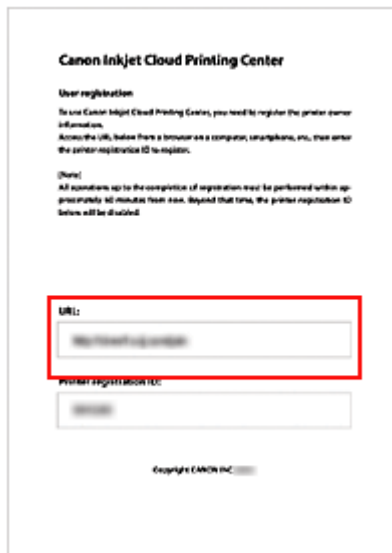 Canon Inkjet Cloud Printing Center
User registration
To use Canon Inkjet Cloud Printing Center, you need to register the printer owner
information.
Access the URL below from a browser on a computer, smartphone, etc., then enter
the printer registration ID to register.
[Note]
All operations up to the completion of registration must be performed within ap-
proximately 60 minutes from now. Beyond that time, the printer registration ID
below will be disabled.
URL:
Printer registration ID:
Copyright CANON INC.